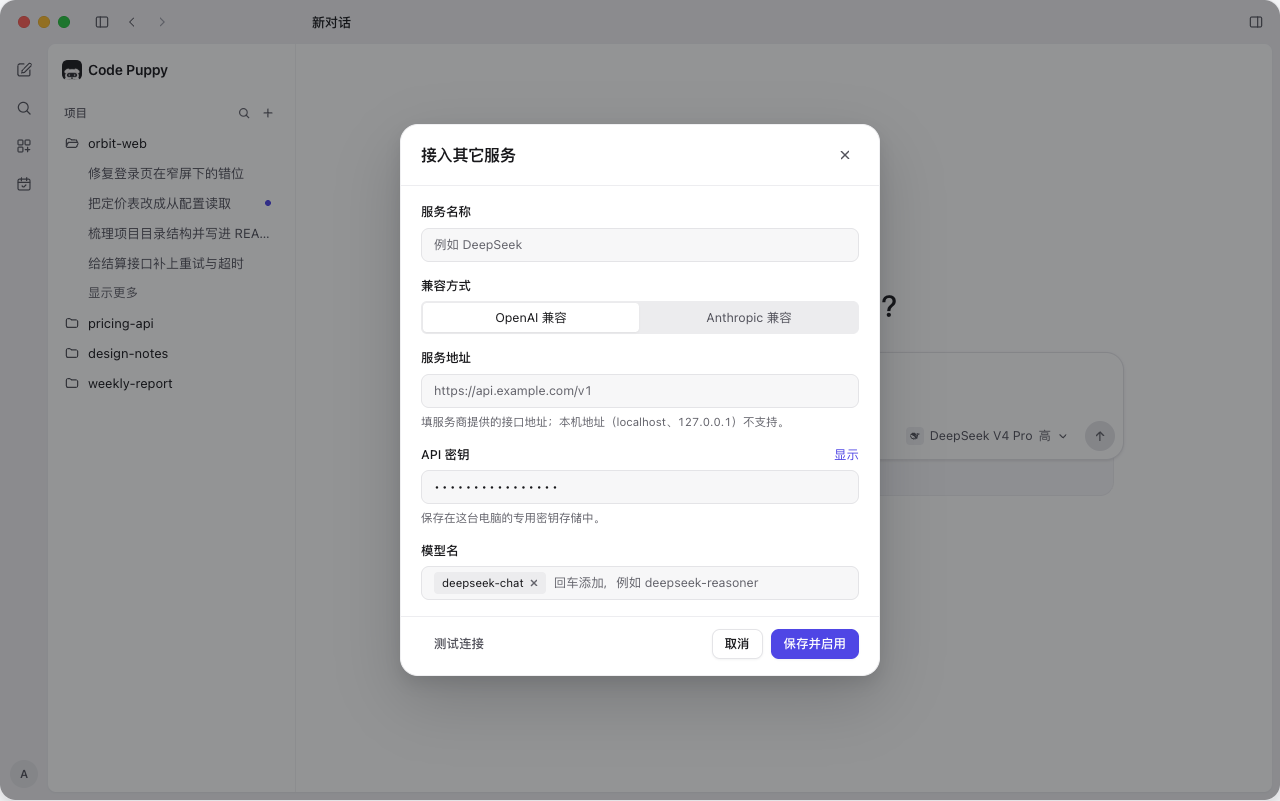 新对话
Code Puppy
项目
orbit-web
修复登录页在窄屏下的错位
把定价表改成从配置读取
梳理项目目录结构并写进 REA...
给结算接口补上重试与超时
显示更多
pricing-api
design-notes
weekly-report
A
?
DeepSeek V4 Pro 高
接入其它服务
服务名称
例如 DeepSeek
兼容方式
OpenAI 兼容
Anthropic 兼容
服务地址
https://api.example.com/v1
填服务商提供的接口地址；本机地址（localhost、127.0.0.1）不支持。
API 密钥
显示
••••••••••••••••
保存在这台电脑的专用密钥存储中。
模型名
deepseek-chat ×
回车添加，例如 deepseek-reasoner
测试连接
取消
保存并启用